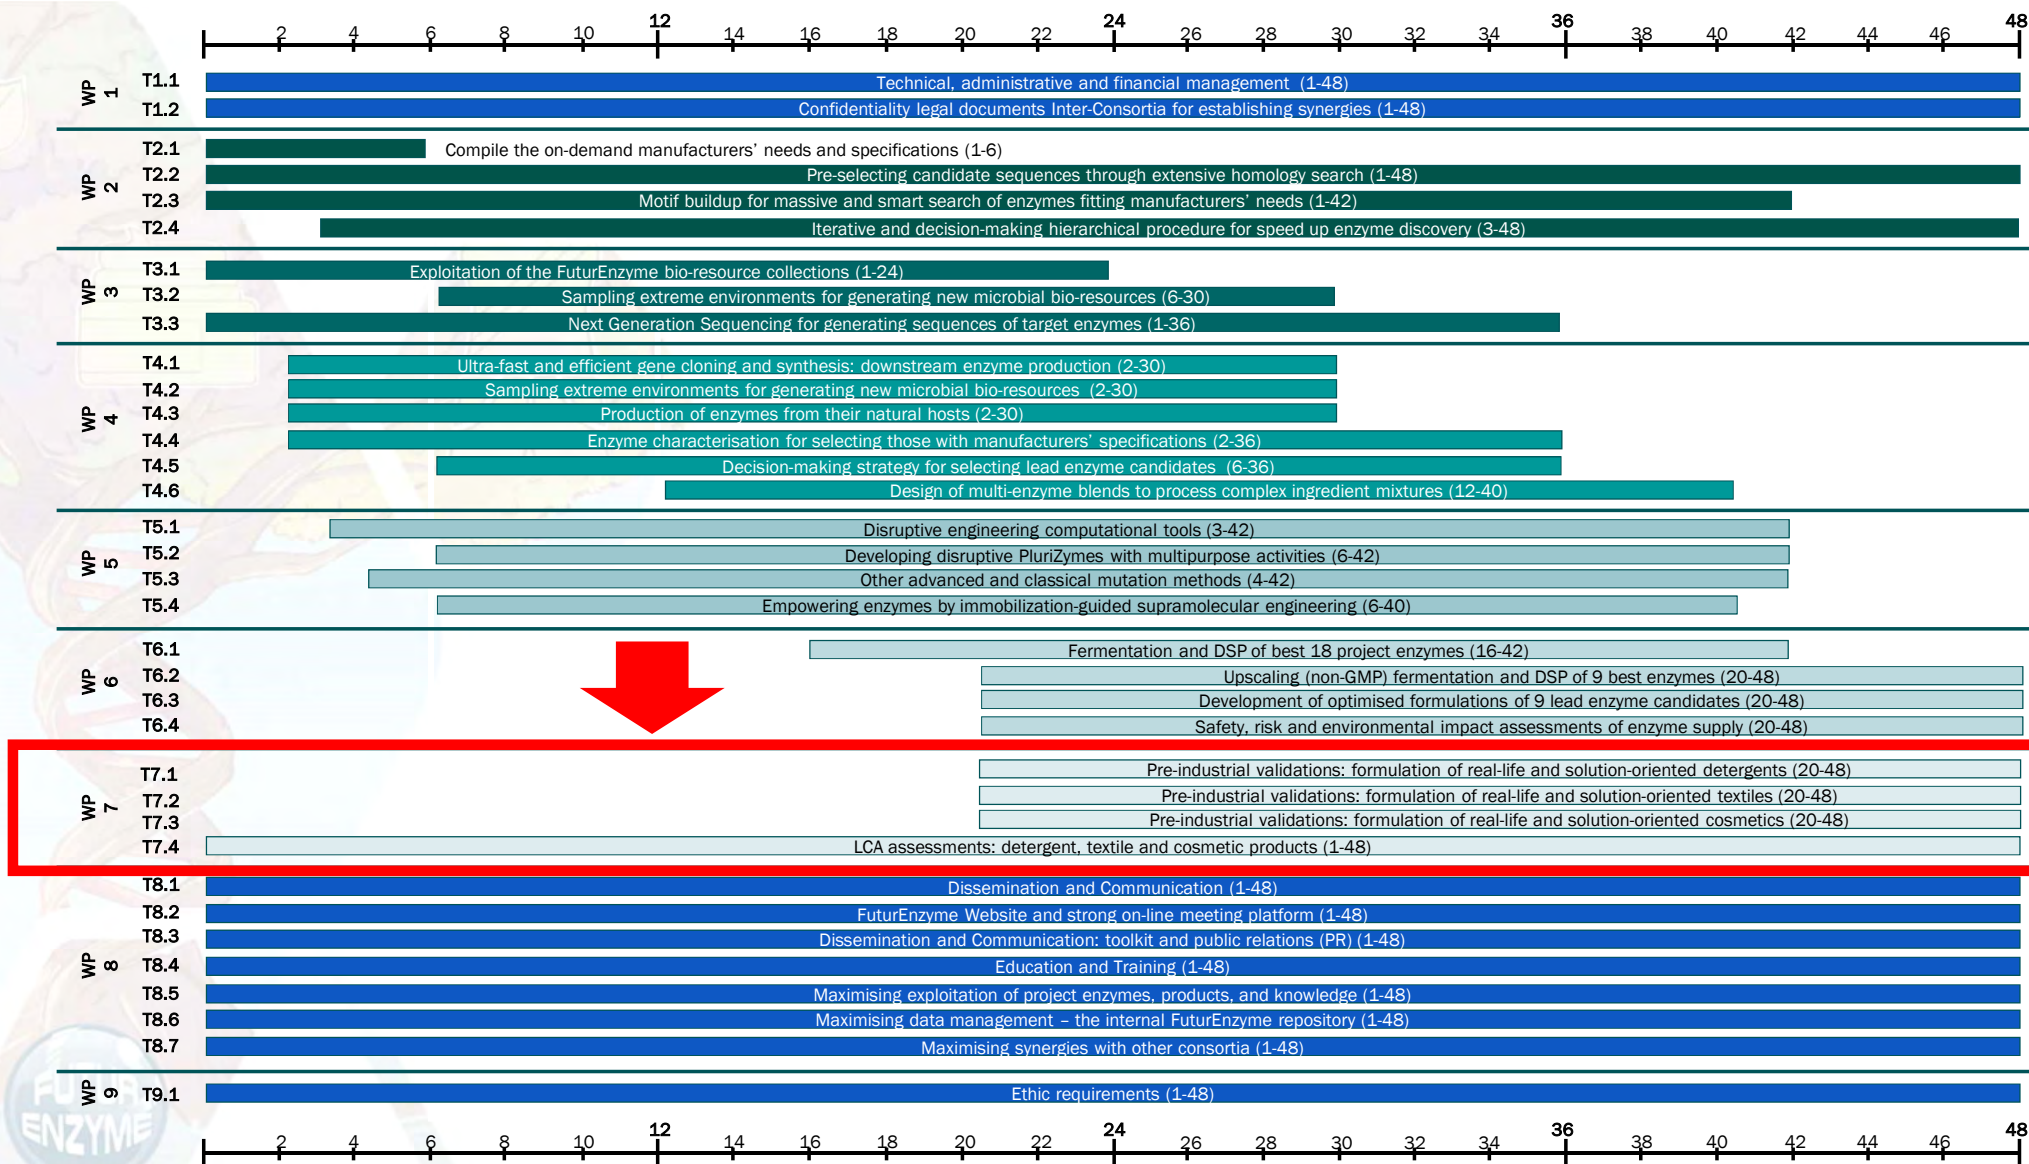 12 24 36 48
2 4 6 8 10 14 16 18 20 22 26 28 30 32 34 38 40 42 44 46
WP 1
T1.1 Technical, administrative and financial management (1-48)
T1.2 Confidentiality legal documents Inter-Consortia for establishing synergies (1-48)
WP 2
T2.1 Compile the on-demand manufacturers’ needs and specifications (1-6)
T2.2 Pre-selecting candidate sequences through extensive homology search (1-48)
T2.3 Motif buildup for massive and smart search of enzymes fitting manufacturers’ needs (1-42)
T2.4 Iterative and decision-making hierarchical procedure for speed up enzyme discovery (3-48)
WP 3
T3.1 Exploitation of the FuturEnzyme bio-resource collections (1-24)
T3.2 Sampling extreme environments for generating new microbial bio-resources (6-30)
T3.3 Next Generation Sequencing for generating sequences of target enzymes (1-36)
WP 4
T4.1 Ultra-fast and efficient gene cloning and synthesis: downstream enzyme production (2-30)
T4.2 Sampling extreme environments for generating new microbial bio-resources (2-30)
T4.3 Production of enzymes from their natural hosts (2-30)
T4.4 Enzyme characterisation for selecting those with manufacturers’ specifications (2-36)
T4.5 Decision-making strategy for selecting lead enzyme candidates (6-36)
T4.6 Design of multi-enzyme blends to process complex ingredient mixtures (12-40)
WP 5
T5.1 Disruptive engineering computational tools (3-42)
T5.2 Developing disruptive PluriZymes with multipurpose activities (6-42)
T5.3 Other advanced and classical mutation methods (4-42)
T5.4 Empowering enzymes by immobilization-guided supramolecular engineering (6-40)
WP 6
T6.1 Fermentation and DSP of best 18 project enzymes (16-42)
T6.2 Upscaling (non-GMP) fermentation and DSP of 9 best enzymes (20-48)
T6.3 Development of optimised formulations of 9 lead enzyme candidates (20-48)
T6.4 Safety, risk and environmental impact assessments of enzyme supply (20-48)
WP 7
T7.1 Pre-industrial validations: formulation of real-life and solution-oriented detergents (20-48)
T7.2 Pre-industrial validations: formulation of real-life and solution-oriented textiles (20-48)
T7.3 Pre-industrial validations: formulation of real-life and solution-oriented cosmetics (20-48)
T7.4 LCA assessments: detergent, textile and cosmetic products (1-48)
WP 8
T8.1 Dissemination and Communication (1-48)
T8.2 FuturEnzyme Website and strong on-line meeting platform (1-48)
T8.3 Dissemination and Communication: toolkit and public relations (PR) (1-48)
T8.4 Education and Training (1-48)
T8.5 Maximising exploitation of project enzymes, products, and knowledge (1-48)
T8.6 Maximising data management – the internal FuturEnzyme repository (1-48)
T8.7 Maximising synergies with other consortia (1-48)
WP 9
T9.1 Ethic requirements (1-48)
FUTUR
ENZYME
12 24 36 48
2 4 6 8 10 14 16 18 20 22 26 28 30 32 34 38 40 42 44 46